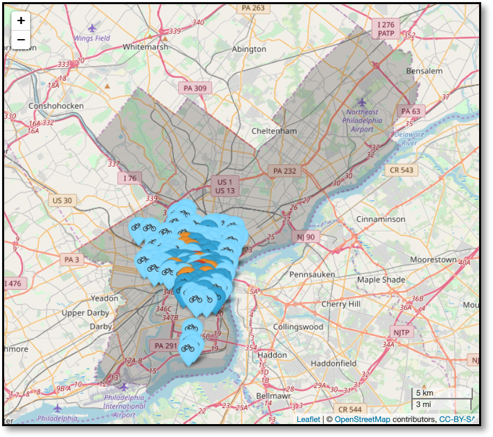 +
−
PA 263
I 276
PATP
Wings Field
Whitemarsh
Abington
Bensalem
PA 309
Conshohocken
Northeast
Philadelphia
Airport
PA 63
Cheltenham
Delaware
River
I 76
US 1
US 13
PA 232
CR 543
US 30
Cinnaminson
NJ 90
PA 3
Moorestown
I 476
Pennsauken
Maple Shade
Yeadon
Upper Darby
Darby
Cherry Hill
Collingswood
NJTP
PA 291
Haddon
Haddonfield
Philadelphia
International
Airport
Bellmawr
CR 544
5 km
3 mi
Leaflet | © OpenStreetMap contributors, CC-BY-SA